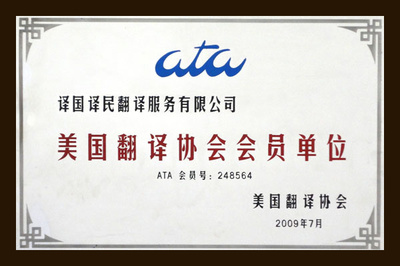 ata
译国译民翻译服务有限公司
美国翻译协会会员单位
ATA 会员号：248564
美国翻译协会
2009年7月